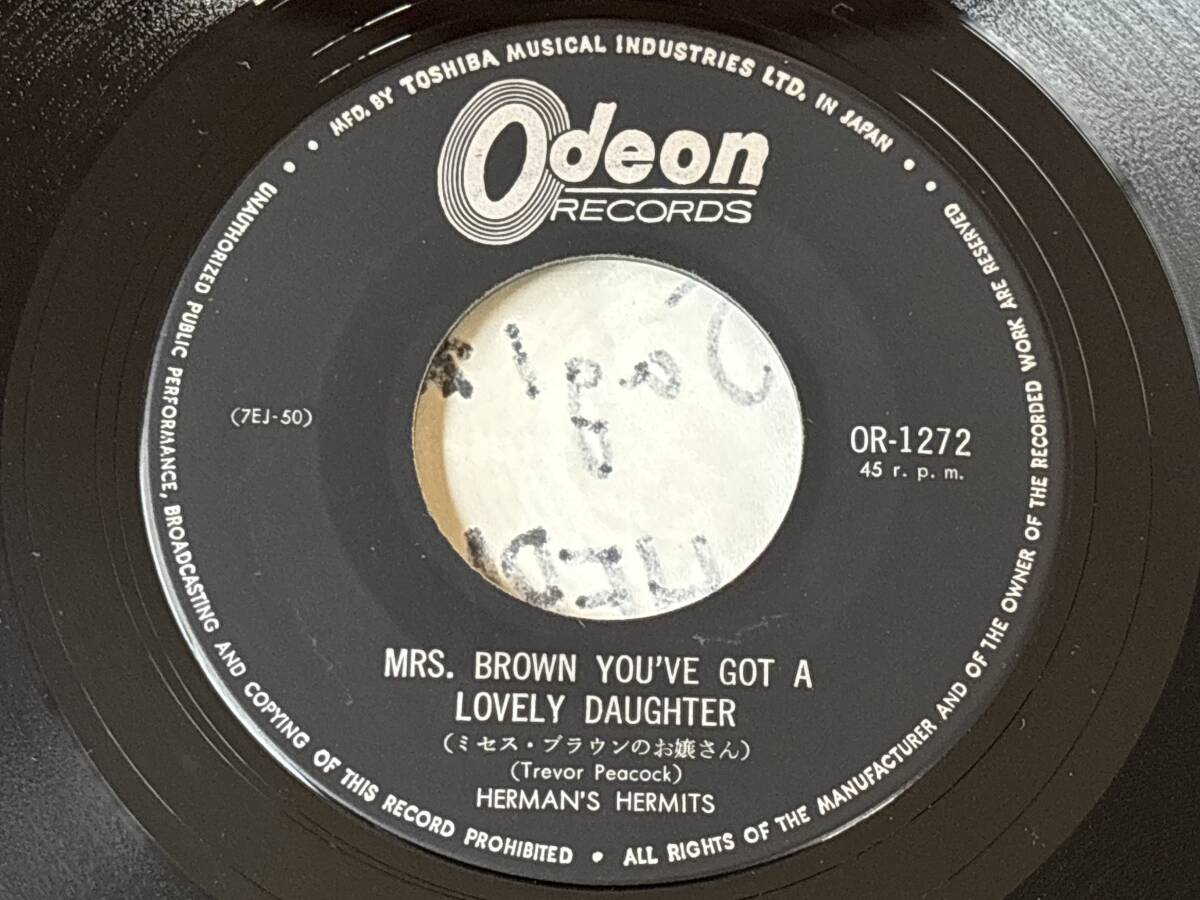 • MFD. BY TOSHIBA MUSICAL INDUSTRIES LTD. IN JAPAN •
Odeon
RECORDS
(7EJ-50)
OR-1272
45 r. p. m.
MRS. BROWN YOU'VE GOT A
LOVELY DAUGHTER
(ミセス・ブラウンのお嬢さん)
(Trevor Peacock)
HERMAN'S HERMITS
• UNAUTHORIZED PUBLIC PERFORMANCE, BROADCASTING AND COPYING OF THIS RECORD PROHIBITED • ALL RIGHTS OF THE MANUFACTURER AND OF THE OWNER OF THE RECORDED WORK ARE RESERVED •